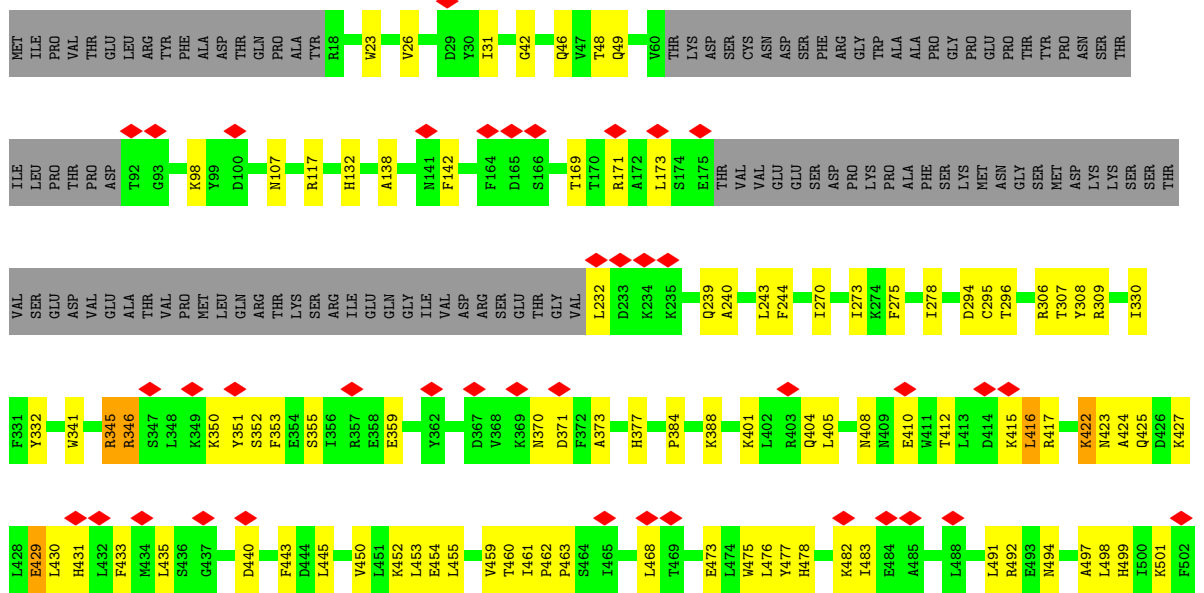 MET ILE PRO VAL THR GLU LEU ARG TYR PHE ALA ASP THR GLN PRO ALA TYR R18 W23 V26 D29 Y30 I31 G42 Q46 V47 T48 Q49 V60 THR LYS ASP SER CYS ASN ASP SER PHE ARG GLY TRP ALA ALA PRO GLY PRO GLU PRO THR TYR PRO ASN SER THR
ILE LEU PRO THR PRO ASP T92 G93 K98 Y99 D100 N107 R117 H132 A138 N141 F142 F164 D165 S166 T169 T170 R171 A172 L173 S174 E175 THR VAL VAL GLU GLU SER ASP PRO LYS PRO ALA PHE SER LYS MET ASN GLY SER MET ASP LYS LYS SER SER THR
VAL SER GLU ASP VAL GLU ALA THR VAL PRO MET LEU GLN ARG THR LYS SER ARG ILE GLU GLN GLY ILE VAL ASP ARG SER GLU THR GLY VAL L232 D233 K234 K235 Q239 A240 L243 F244 I270 I273 K274 F275 I278 D294 C295 T296 R306 T307 Y308 R309 I330
F331 Y332 W341 R345 R346 S347 L348 K349 K350 Y351 S352 F353 E354 S355 I356 R357 E358 E359 Y362 D367 V368 K369 N370 D371 F372 A373 H377 P384 K388 K401 L402 R403 Q404 L405 N408 N409 E410 W411 T412 L413 D414 K415 L416 R417 K422 N423 A424 Q425 D426 K427
L428 E429 L430 H431 L432 F433 M434 L435 S436 G437 D440 F443 D444 L445 V450 L451 K452 L453 E454 L455 V459 T460 I461 P462 P463 S464 I465 L468 T469 E473 L474 W475 L476 Y477 H478 K482 I483 E484 A485 L488 L491 R492 E493 N494 A497 L498 H499 I500 K501 F502